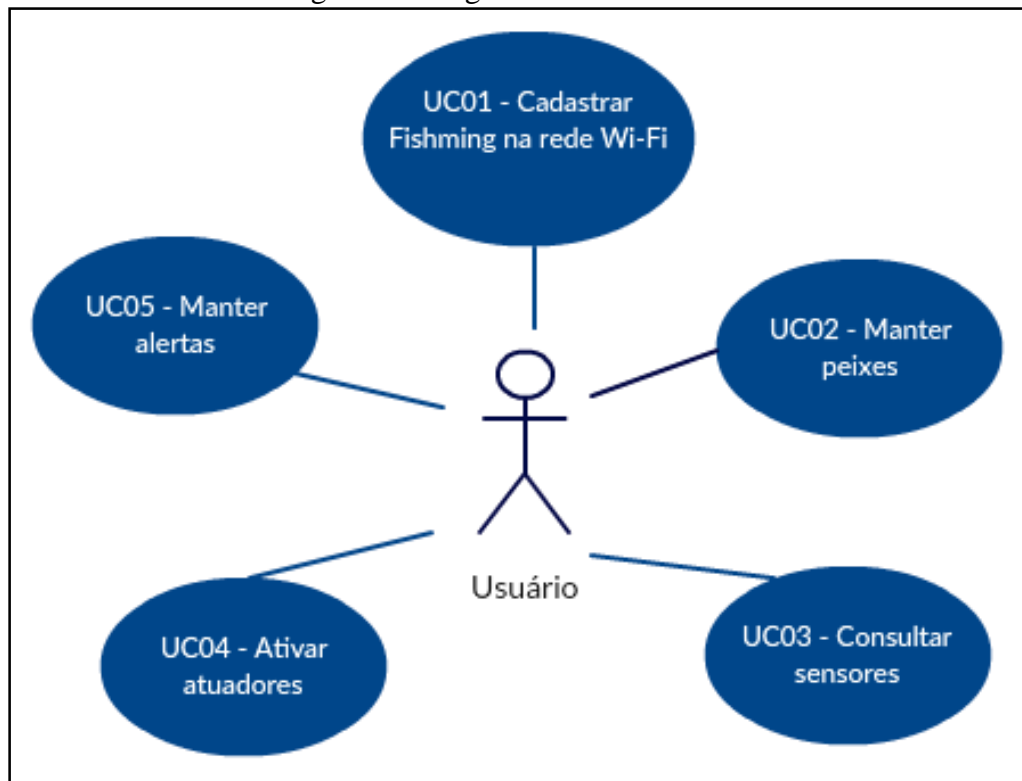 UC01 - Cadastrar
Fishming na rede Wi-Fi
UC05 - Manter
alertas
UC02 - Manter
peixes
Usuário
UC04 - Ativar
atuadores
UC03 - Consultar
sensores